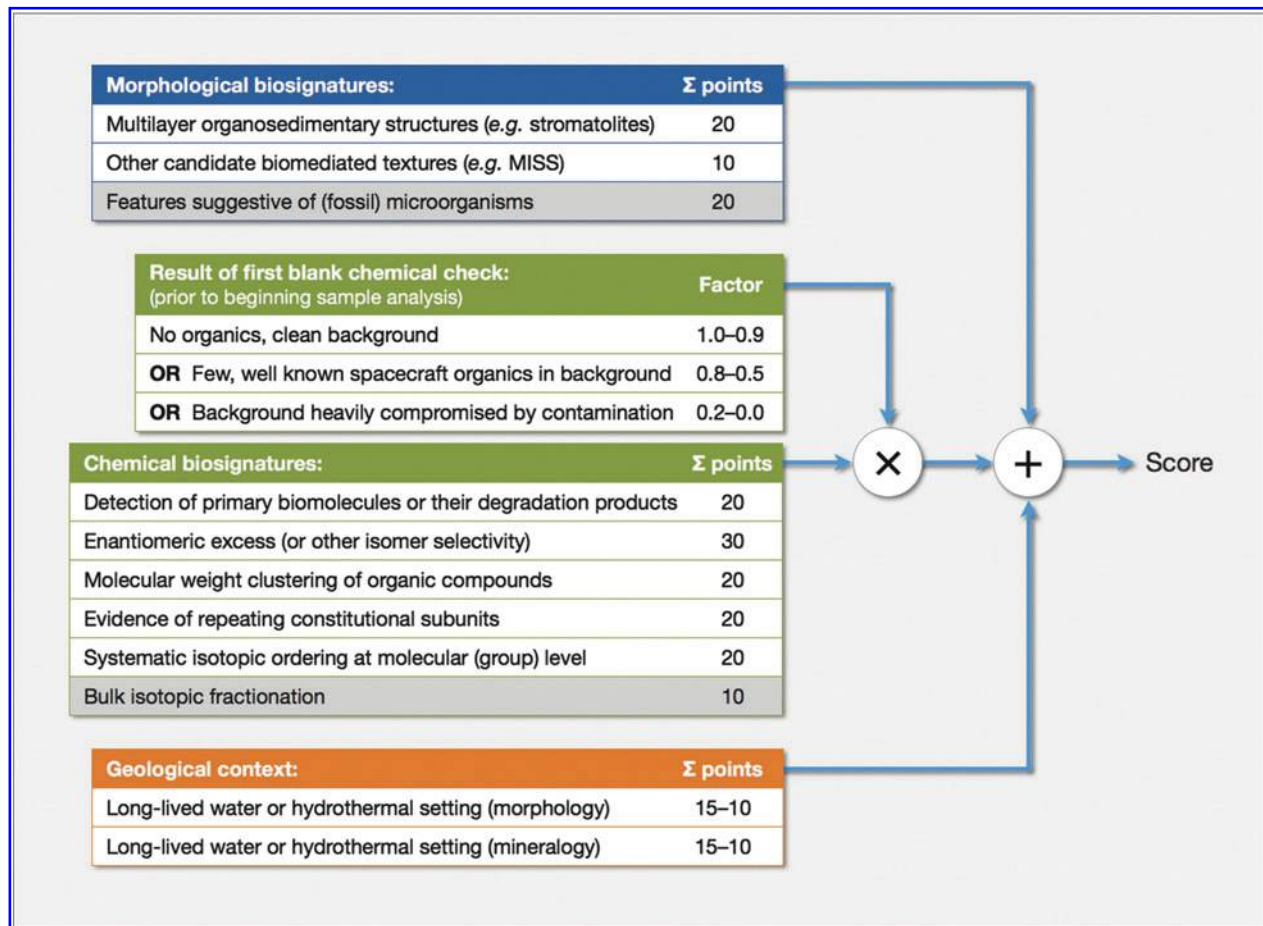 Morphological biosignatures: Σ points
Multilayer organosedimentary structures (e.g. stromatolites) 20
Other candidate biomediated textures (e.g. MISS) 10
Features suggestive of (fossil) microorganisms 20
Result of first blank chemical check:
(prior to beginning sample analysis) Factor
No organics, clean background 1.0–0.9
OR Few, well known spacecraft organics in background 0.8–0.5
OR Background heavily compromised by contamination 0.2–0.0
Chemical biosignatures: Σ points
× + Score
Detection of primary biomolecules or their degradation products 20
Enantiomeric excess (or other isomer selectivity) 30
Molecular weight clustering of organic compounds 20
Evidence of repeating constitutional subunits 20
Systematic isotopic ordering at molecular (group) level 20
Bulk isotopic fractionation 10
Geological context: Σ points
Long-lived water or hydrothermal setting (morphology) 15–10
Long-lived water or hydrothermal setting (mineralogy) 15–10